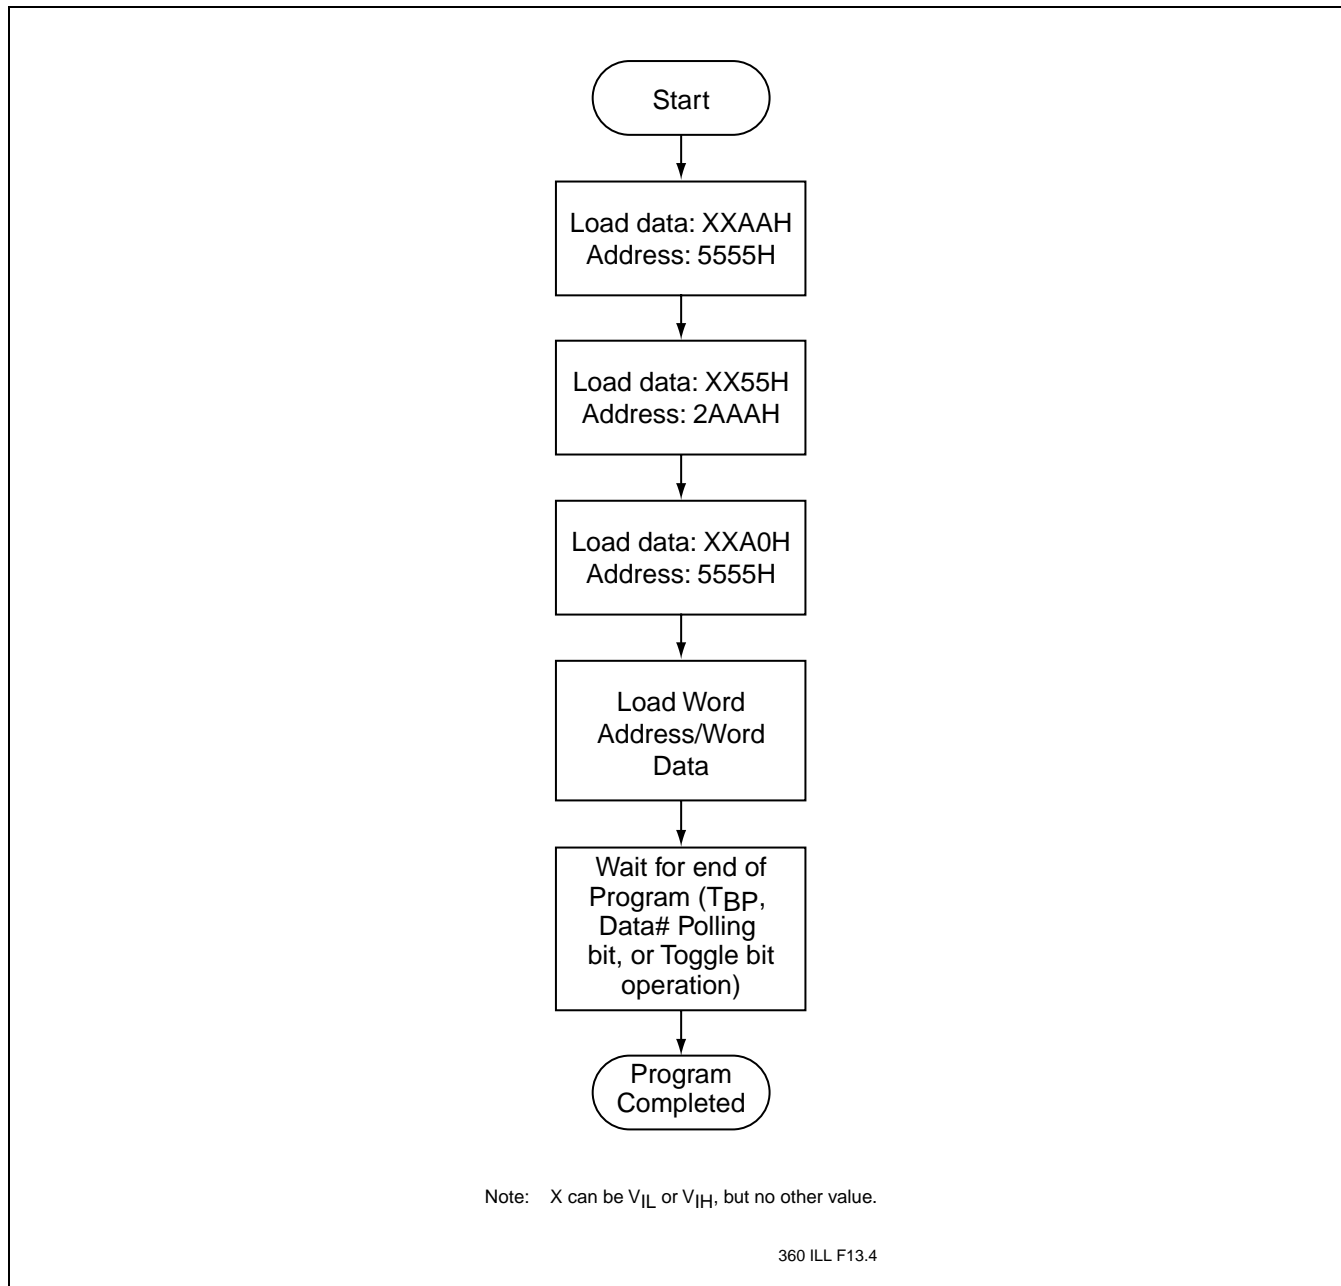 Start
Load data: XXAAH
Address: 5555H
Load data: XX55H
Address: 2AAAH
Load data: XXA0H
Address: 5555H
Load Word
Address/Word
Data
Wait for end of
Program (TBP,
Data# Polling
bit, or Toggle bit
operation)
Program
Completed
Note: X can be VIL or VIH, but no other value.
360 ILL F13.4